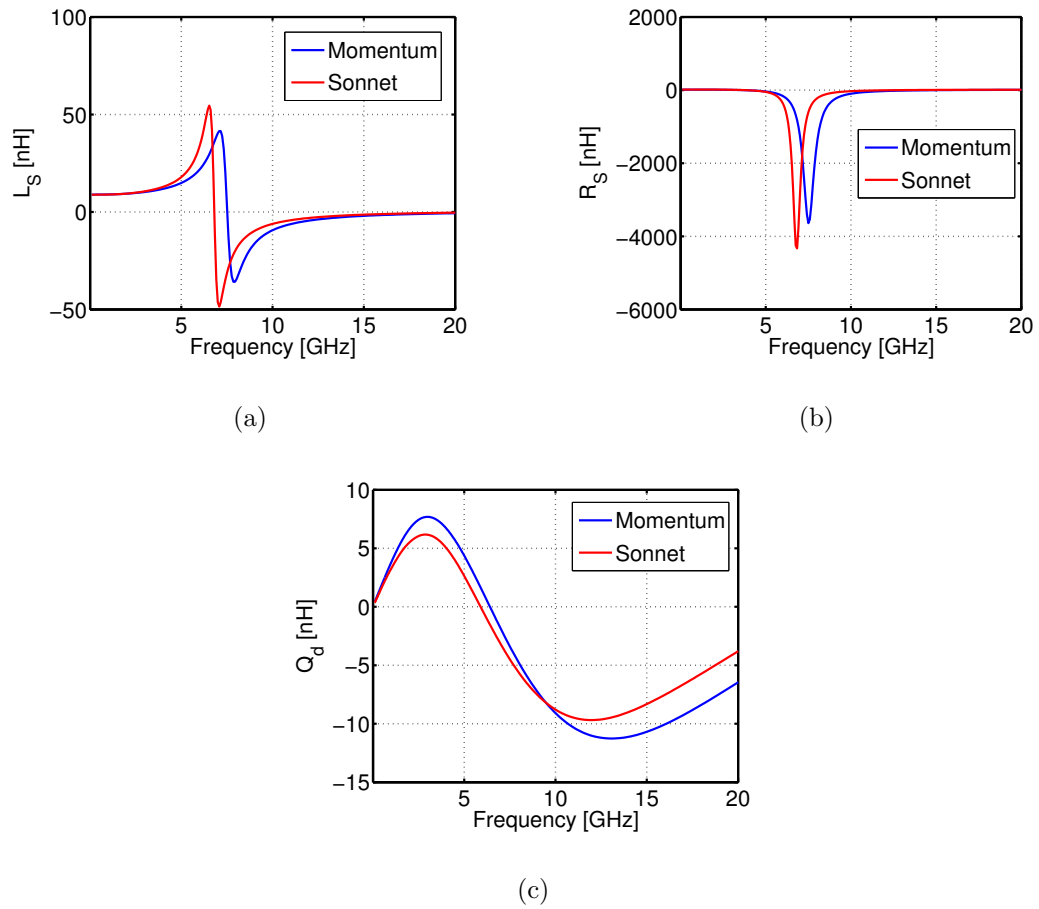 100
50
0
−50
5
10
15
20
L_S [nH]
Frequency [GHz]
Momentum
Sonnet
(a)
2000
0
−2000
−4000
−6000
5
10
15
20
R_S [nH]
Frequency [GHz]
Momentum
Sonnet
(b)
10
5
0
−5
−10
−15
5
10
15
20
Q_d [nH]
Frequency [GHz]
Momentum
Sonnet
(c)